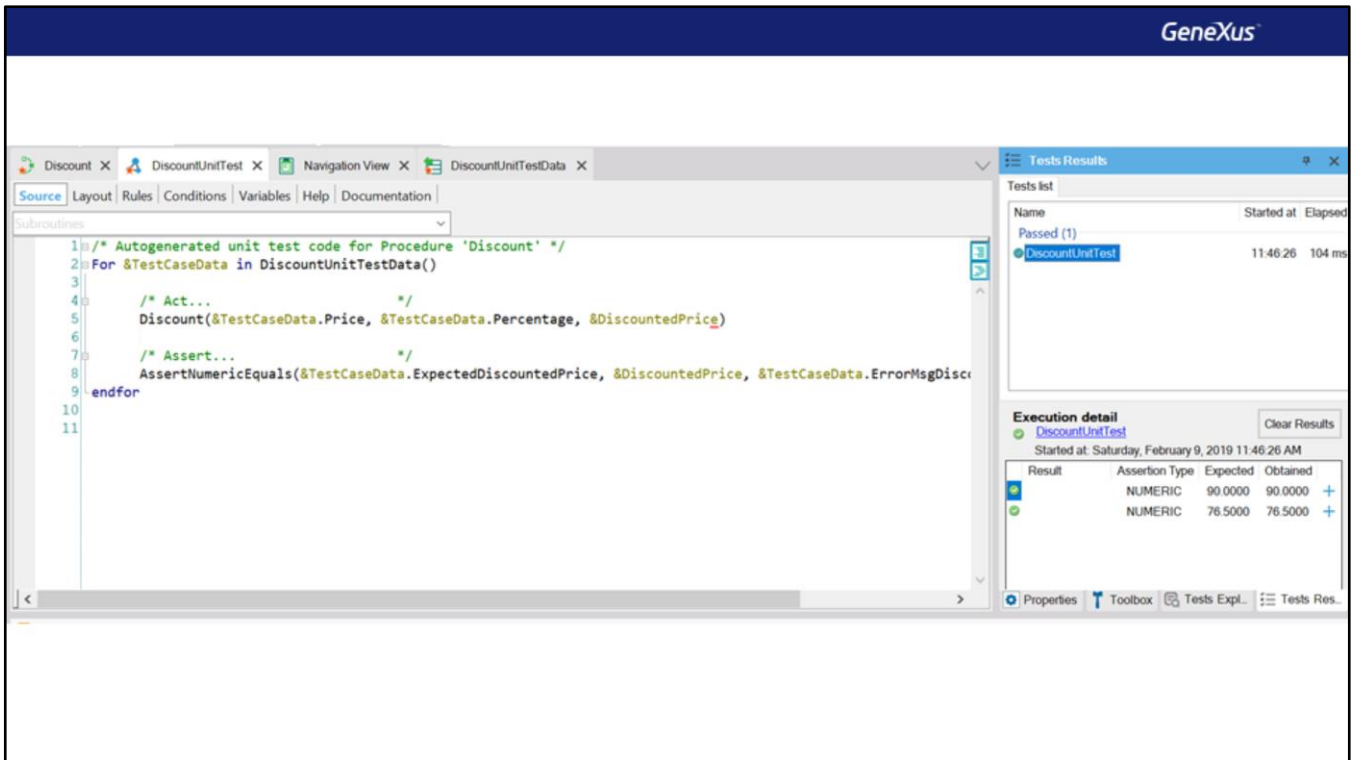 GeneXus
Discount
DiscountUnitTest
Navigation View
DiscountUnitTestData
Source Layout Rules Conditions Variables Help Documentation
Subroutines
1 /* Autogenerated unit test code for Procedure 'Discount' */
2 For &TestCaseData in DiscountUnitTestData()
3
4 /* Act... */
5 Discount(&TestCaseData.Price, &TestCaseData.Percentage, &DiscountedPrice)
6
7 /* Assert... */
8 AssertNumericEquals(&TestCaseData.ExpectedDiscountedPrice, &DiscountedPrice, &TestCaseData.ErrorMsgDisc
9 endfor
10
11
Tests Results
Tests list
Name Started at Elapsed
Passed (1)
DiscountUnitTest 11:46:26 104 ms
Execution detail
Clear Results
DiscountUnitTest
Started at: Saturday, February 9, 2019 11:46:26 AM
Result Assertion Type Expected Obtained
NUMERIC 90.0000 90.0000 +
NUMERIC 76.5000 76.5000 +
Properties Toolbox Tests Expl... Tests Res...